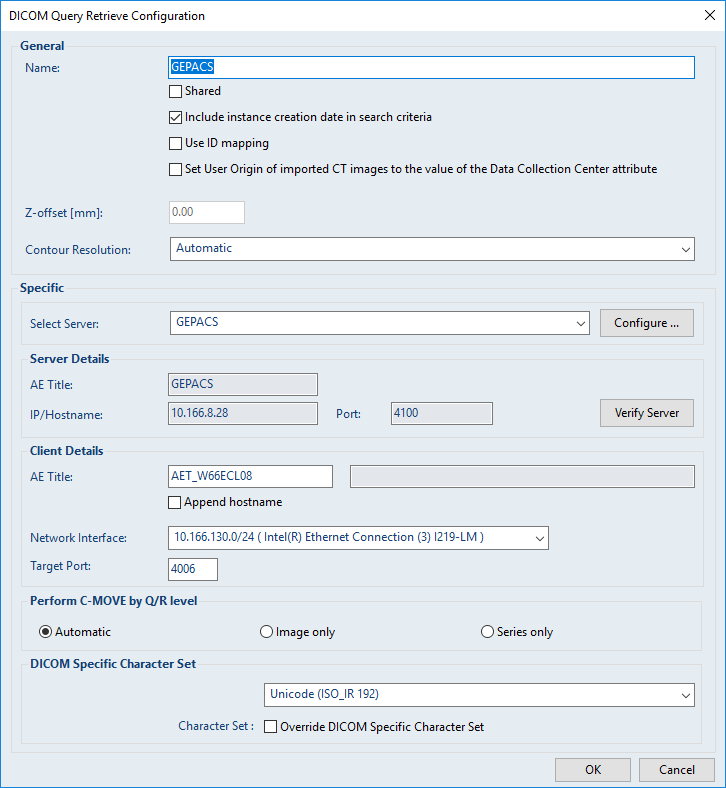 DICOM Query Retrieve Configuration
General
Name: GEPACS
Shared
Include instance creation date in search criteria
Use ID mapping
Set User Origin of imported CT images to the value of the Data Collection Center attribute
Z-offset [mm]: 0.00
Contour Resolution: Automatic
Specific
Select Server: GEPACS Configure ...
Server Details
AE Title: GEPACS
IP/Hostname: 10.166.8.28 Port: 4100 Verify Server
Client Details
AE Title: AET_W66ECL08
Append hostname
Network Interface: 10.166.130.0/24 ( Intel(R) Ethernet Connection (3) I219-LM )
Target Port: 4006
Perform C-MOVE by Q/R level
Automatic Image only Series only
DICOM Specific Character Set
Unicode (ISO_IR 192)
Character Set : Override DICOM Specific Character Set
OK Cancel